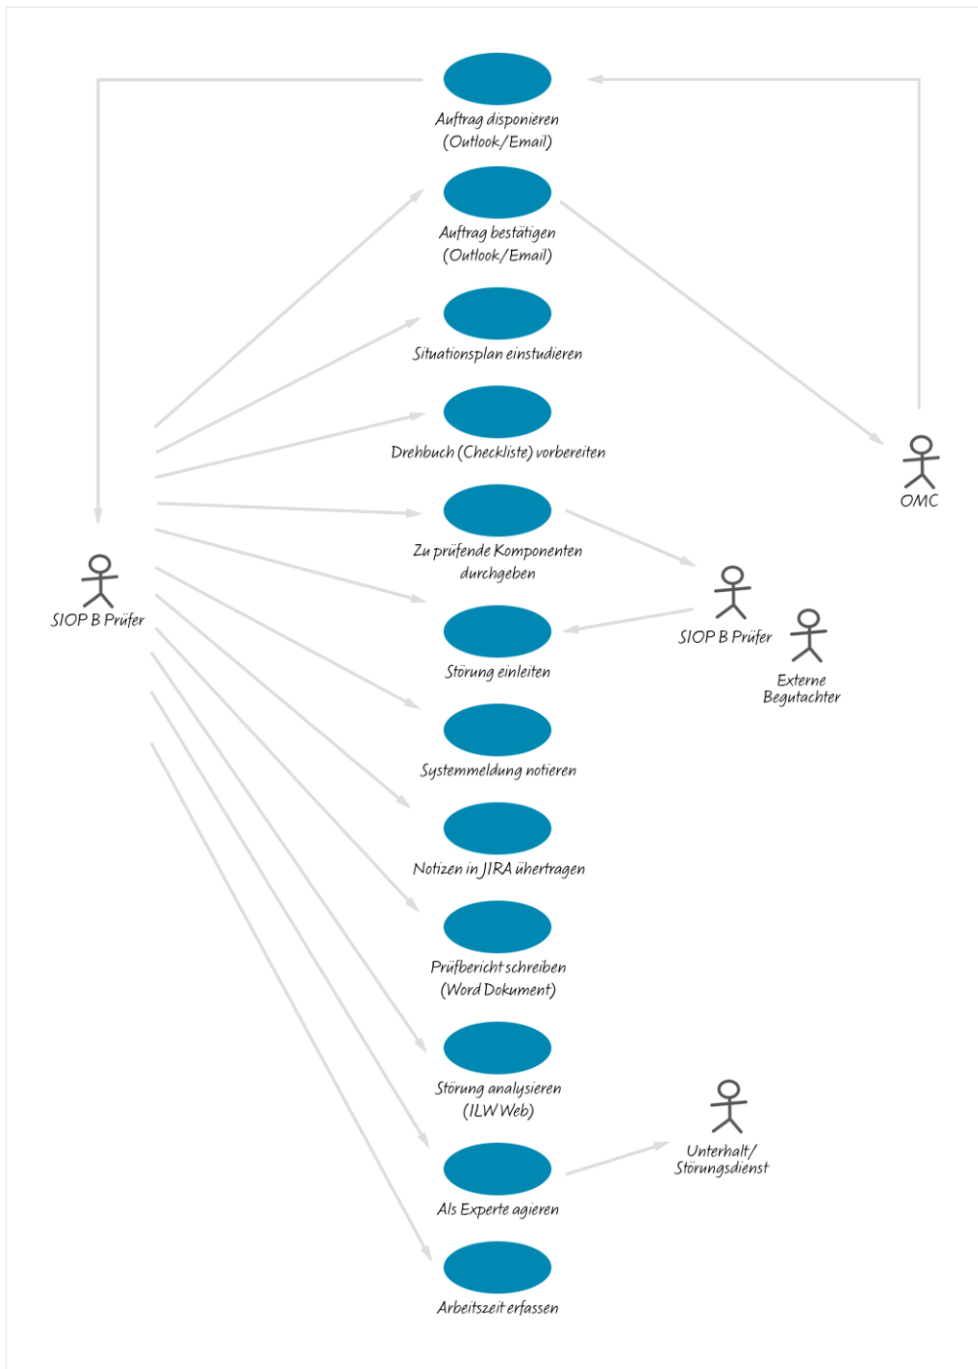 Auftrag disponieren
(Outlook/Email)
Auftrag bestätigen
(Outlook/Email)
Situationsplan einstudieren
Drehbuch (Checkliste) vorbereiten
OMC
Zu prüfende Komponenten
durchgeben
SIOP B Prüfer
SIOP B Prüfer
Störung einleiten
Externe
Begutachter
Systemmeldung notieren
Notizen in JIRA übertragen
Prüfbericht schreiben
(Word Dokument)
Störung analysieren
(ILW Web)
Unterhalt/
Störungsdienst
Als Experte agieren
Arbeitszeit erfassen